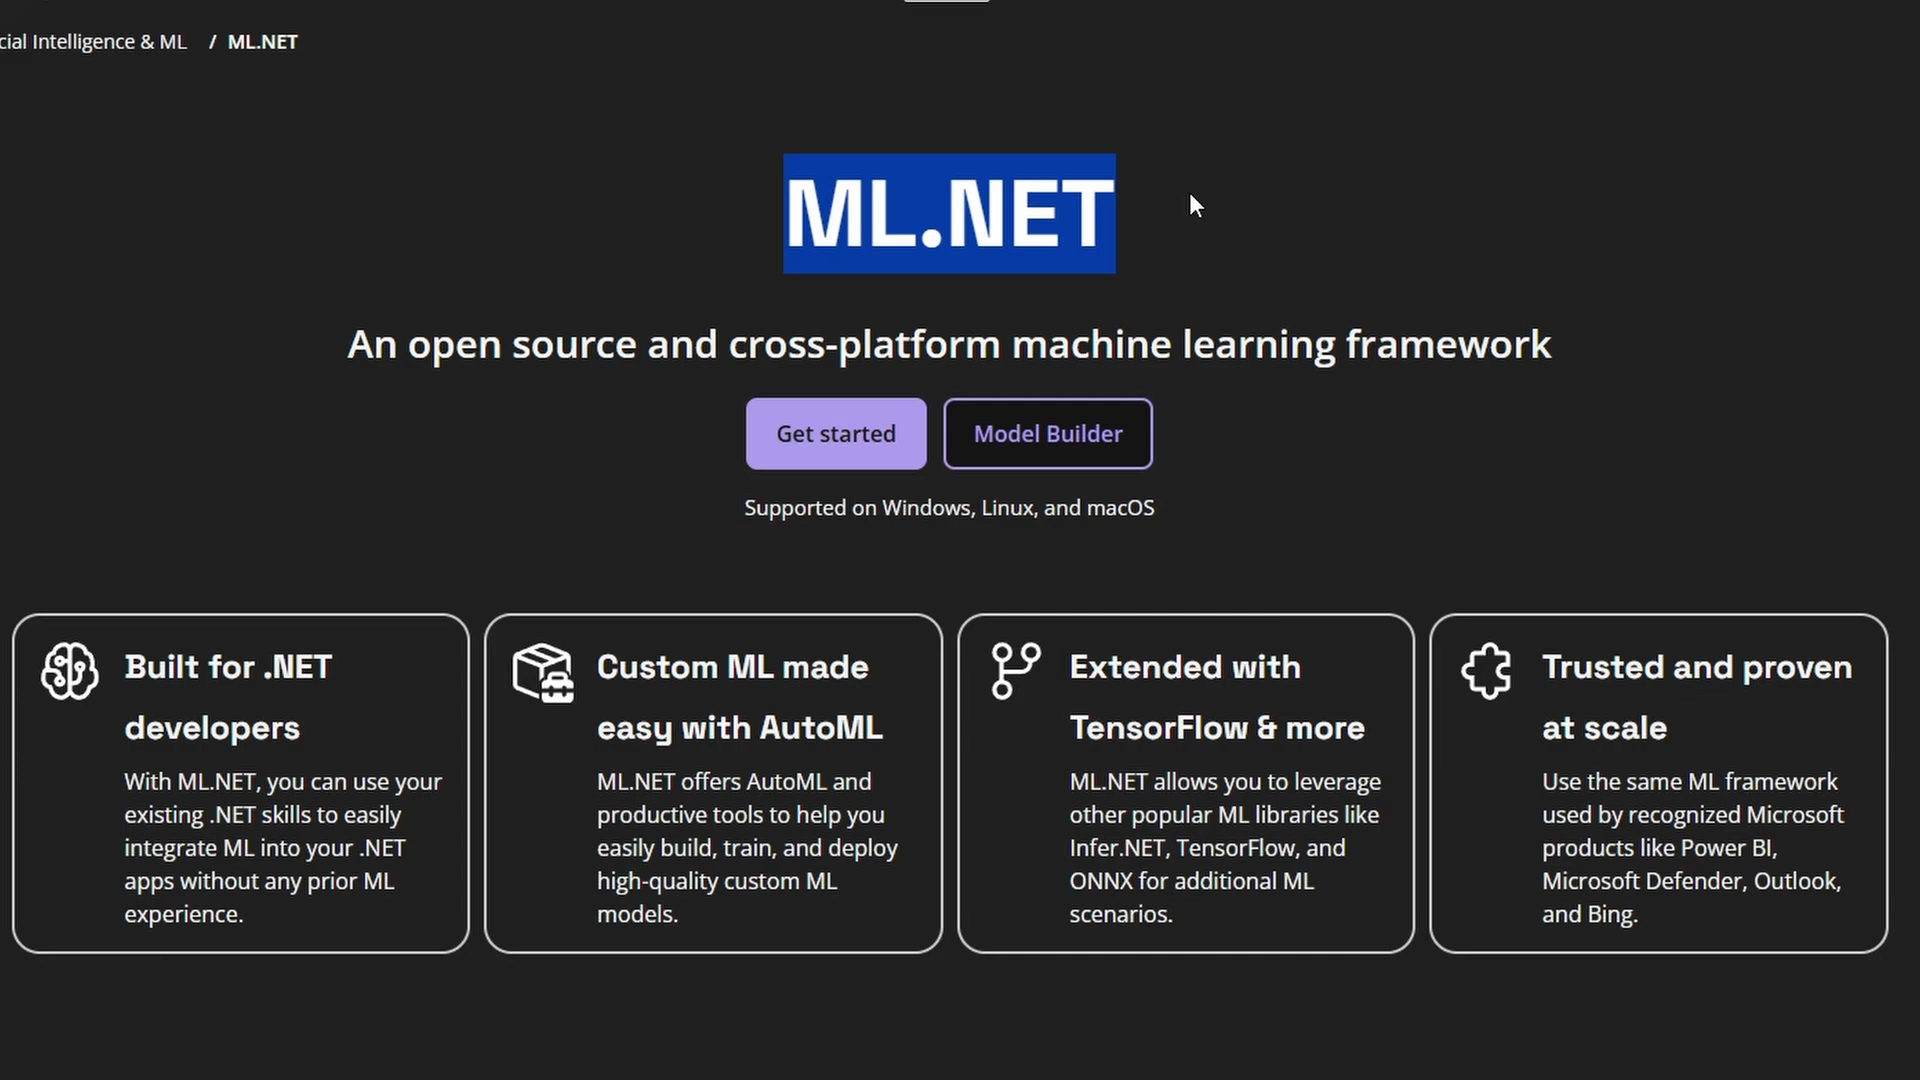 cial Intelligence & ML / ML.NET
ML.NET
An open source and cross-platform machine learning framework
Get started
Model Builder
Supported on Windows, Linux, and macOS
Built for .NET
developers
With ML.NET, you can use your
existing .NET skills to easily
integrate ML into your .NET
apps without any prior ML
experience.
Custom ML made
easy with AutoML
ML.NET offers AutoML and
productive tools to help you
easily build, train, and deploy
high-quality custom ML
models.
Extended with
TensorFlow & more
ML.NET allows you to leverage
other popular ML libraries like
Infer.NET, TensorFlow, and
ONNX for additional ML
scenarios.
Trusted and proven
at scale
Use the same ML framework
used by recognized Microsoft
products like Power BI,
Microsoft Defender, Outlook,
and Bing.